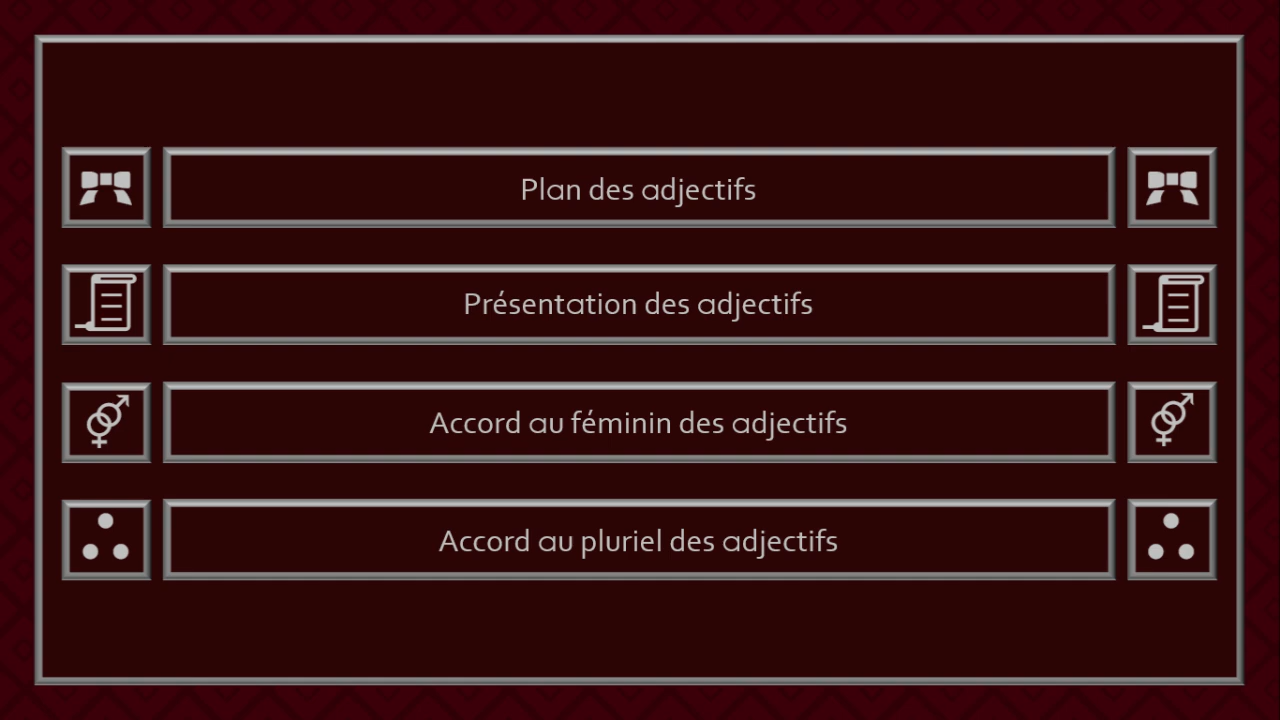 Plan des adjectifs
Présentation des adjectifs
Accord au féminin des adjectifs
Accord au pluriel des adjectifs